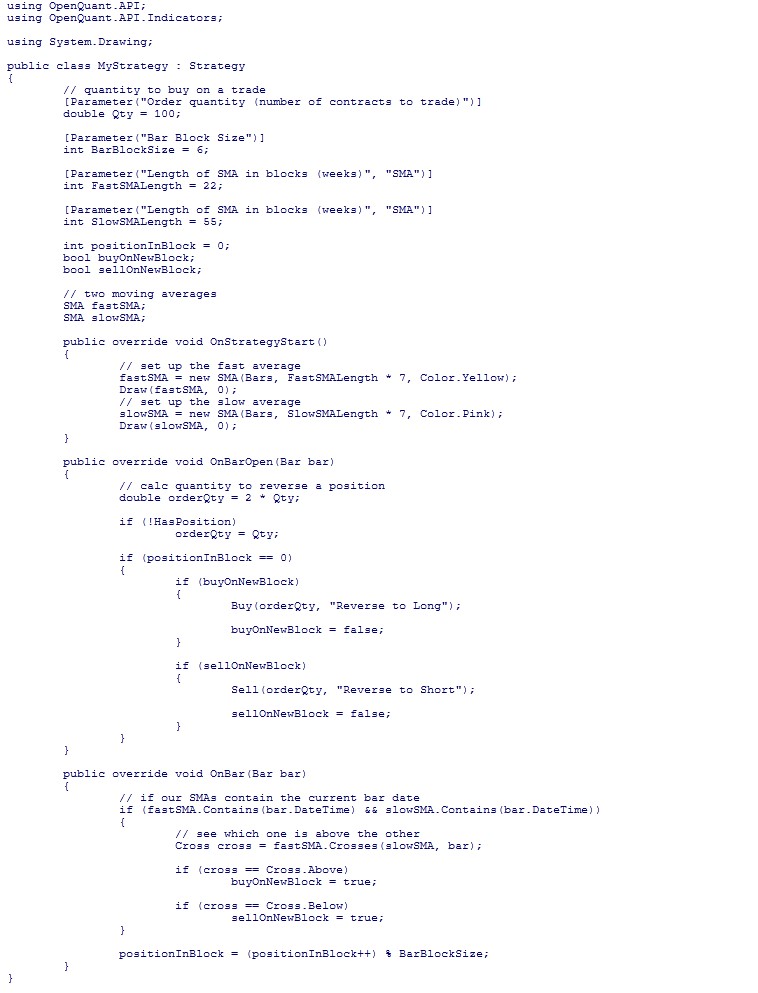 using OpenQuant.API;
using OpenQuant.API.Indicators;

using System.Drawing;

public class MyStrategy : Strategy
{
        // quantity to buy on a trade
        [Parameter("Order quantity (number of contracts to trade)")]
        double Qty = 100;

        [Parameter("Bar Block Size")]
        int BarBlockSize = 6;

        [Parameter("Length of SMA in blocks (weeks)", "SMA")]
        int FastSMALength = 22;

        [Parameter("Length of SMA in blocks (weeks)", "SMA")]
        int SlowSMALength = 55;

        int positionInBlock = 0;
        bool buyOnNewBlock;
        bool sellOnNewBlock;

        // two moving averages
        SMA fastSMA;
        SMA slowSMA;

        public override void OnStrategyStart()
        {
                // set up the fast average
                fastSMA = new SMA(Bars, FastSMALength * 7, Color.Yellow);
                Draw(fastSMA, 0);
                // set up the slow average
                slowSMA = new SMA(Bars, SlowSMALength * 7, Color.Pink);
                Draw(slowSMA, 0);
        }

        public override void OnBarOpen(Bar bar)
        {
                // calc quantity to reverse a position
                double orderQty = 2 * Qty;

                if (!HasPosition)
                        orderQty = Qty;

                if (positionInBlock == 0)
                {
                        if (buyOnNewBlock)
                        {
                                Buy(orderQty, "Reverse to Long");

                                buyOnNewBlock = false;
                        }

                        if (sellOnNewBlock)
                        {
                                Sell(orderQty, "Reverse to Short");

                                sellOnNewBlock = false;
                        }
                }
        }

        public override void OnBar(Bar bar)
        {
                // if our SMAs contain the current bar date
                if (fastSMA.Contains(bar.DateTime) && slowSMA.Contains(bar.DateTime))
                {
                        // see which one is above the other
                        Cross cross = fastSMA.Crosses(slowSMA, bar);

                        if (cross == Cross.Above)
                                buyOnNewBlock = true;

                        if (cross == Cross.Below)
                                sellOnNewBlock = true;
                }

                positionInBlock = (positionInBlock++) % BarBlockSize;
        }
}